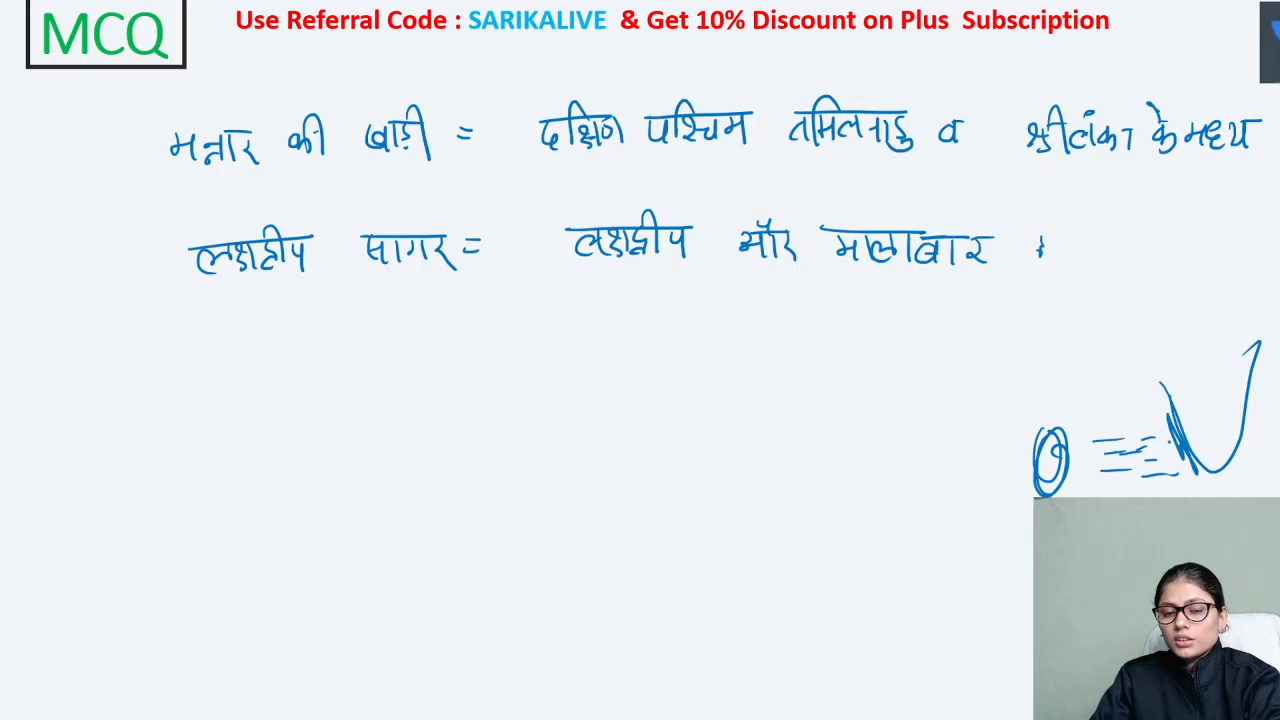 MCQ
Use Referral Code : SARIKALIVE & Get 10% Discount on Plus Subscription
मन्नार की खाड़ी = दक्षिण पश्चिम तमिलनाडु व श्रीलंका के मध्य
लक्षद्वीप सागर = लक्षद्वीप और मालाबार